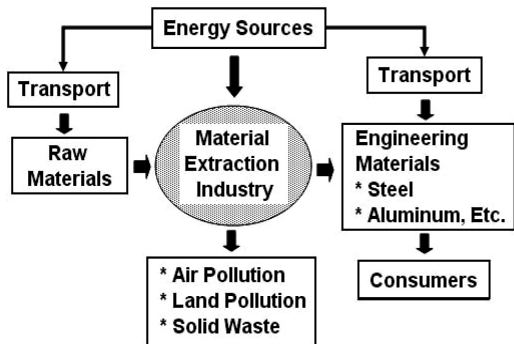 Energy Sources
Transport
Transport
Raw
Materials
Material
Extraction
Industry
Engineering
Materials
* Steel
* Aluminum, Etc.
* Air Pollution
* Land Pollution
* Solid Waste
Consumers